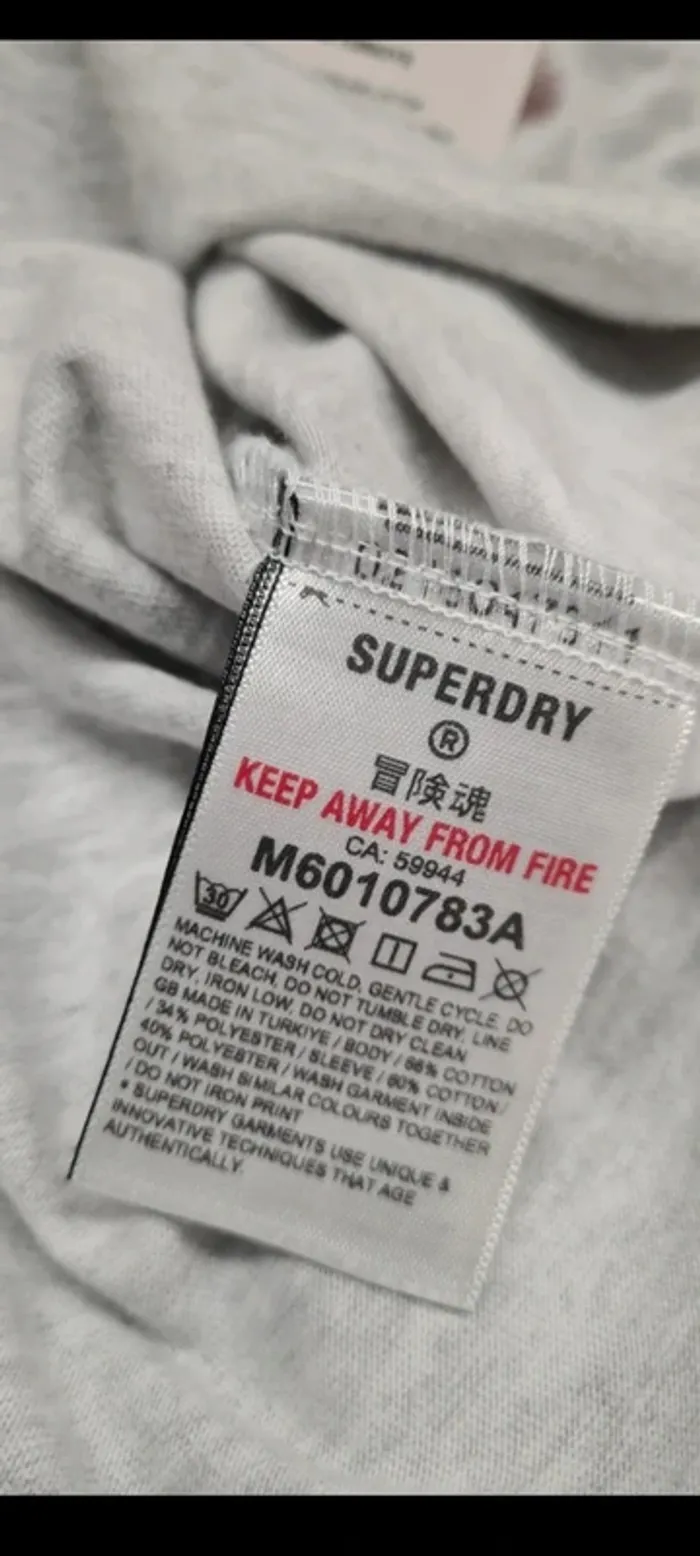 SUPERDRY
®
冒険魂
KEEP AWAY FROM FIRE
CA: 59944
M6010783A
30
MACHINE WASH COLD, GENTLE CYCLE, DO
NOT BLEACH, DO NOT TUMBLE DRY, LINE
DRY, IRON LOW, DO NOT DRY CLEAN
GB MADE IN TURKIYE / BODY / 66% COTTON
/ 34% POLYESTER / SLEEVE / 60% COTTON /
40% POLYESTER / WASH GARMENT INSIDE
OUT / WASH SIMILAR COLOURS TOGETHER
/ DO NOT IRON PRINT
* SUPERDRY GARMENTS USE UNIQUE &
INNOVATIVE TECHNIQUES THAT AGE
AUTHENTICALLY.